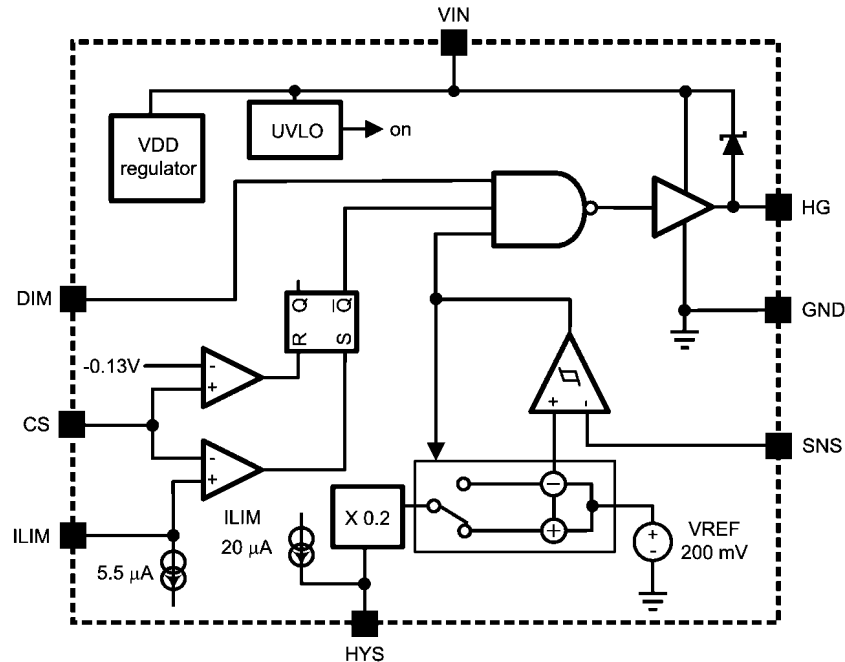 VIN
VDD
regulator
UVLO
on
HG
DIM
Q
Q
GND
R
S
-0.13V
-
+
CS
+
-
SNS
-
+
ILIM
ILIM
20 μA
X 0.2
−
+
+
-
VREF
200 mV
5.5 μA
HYS